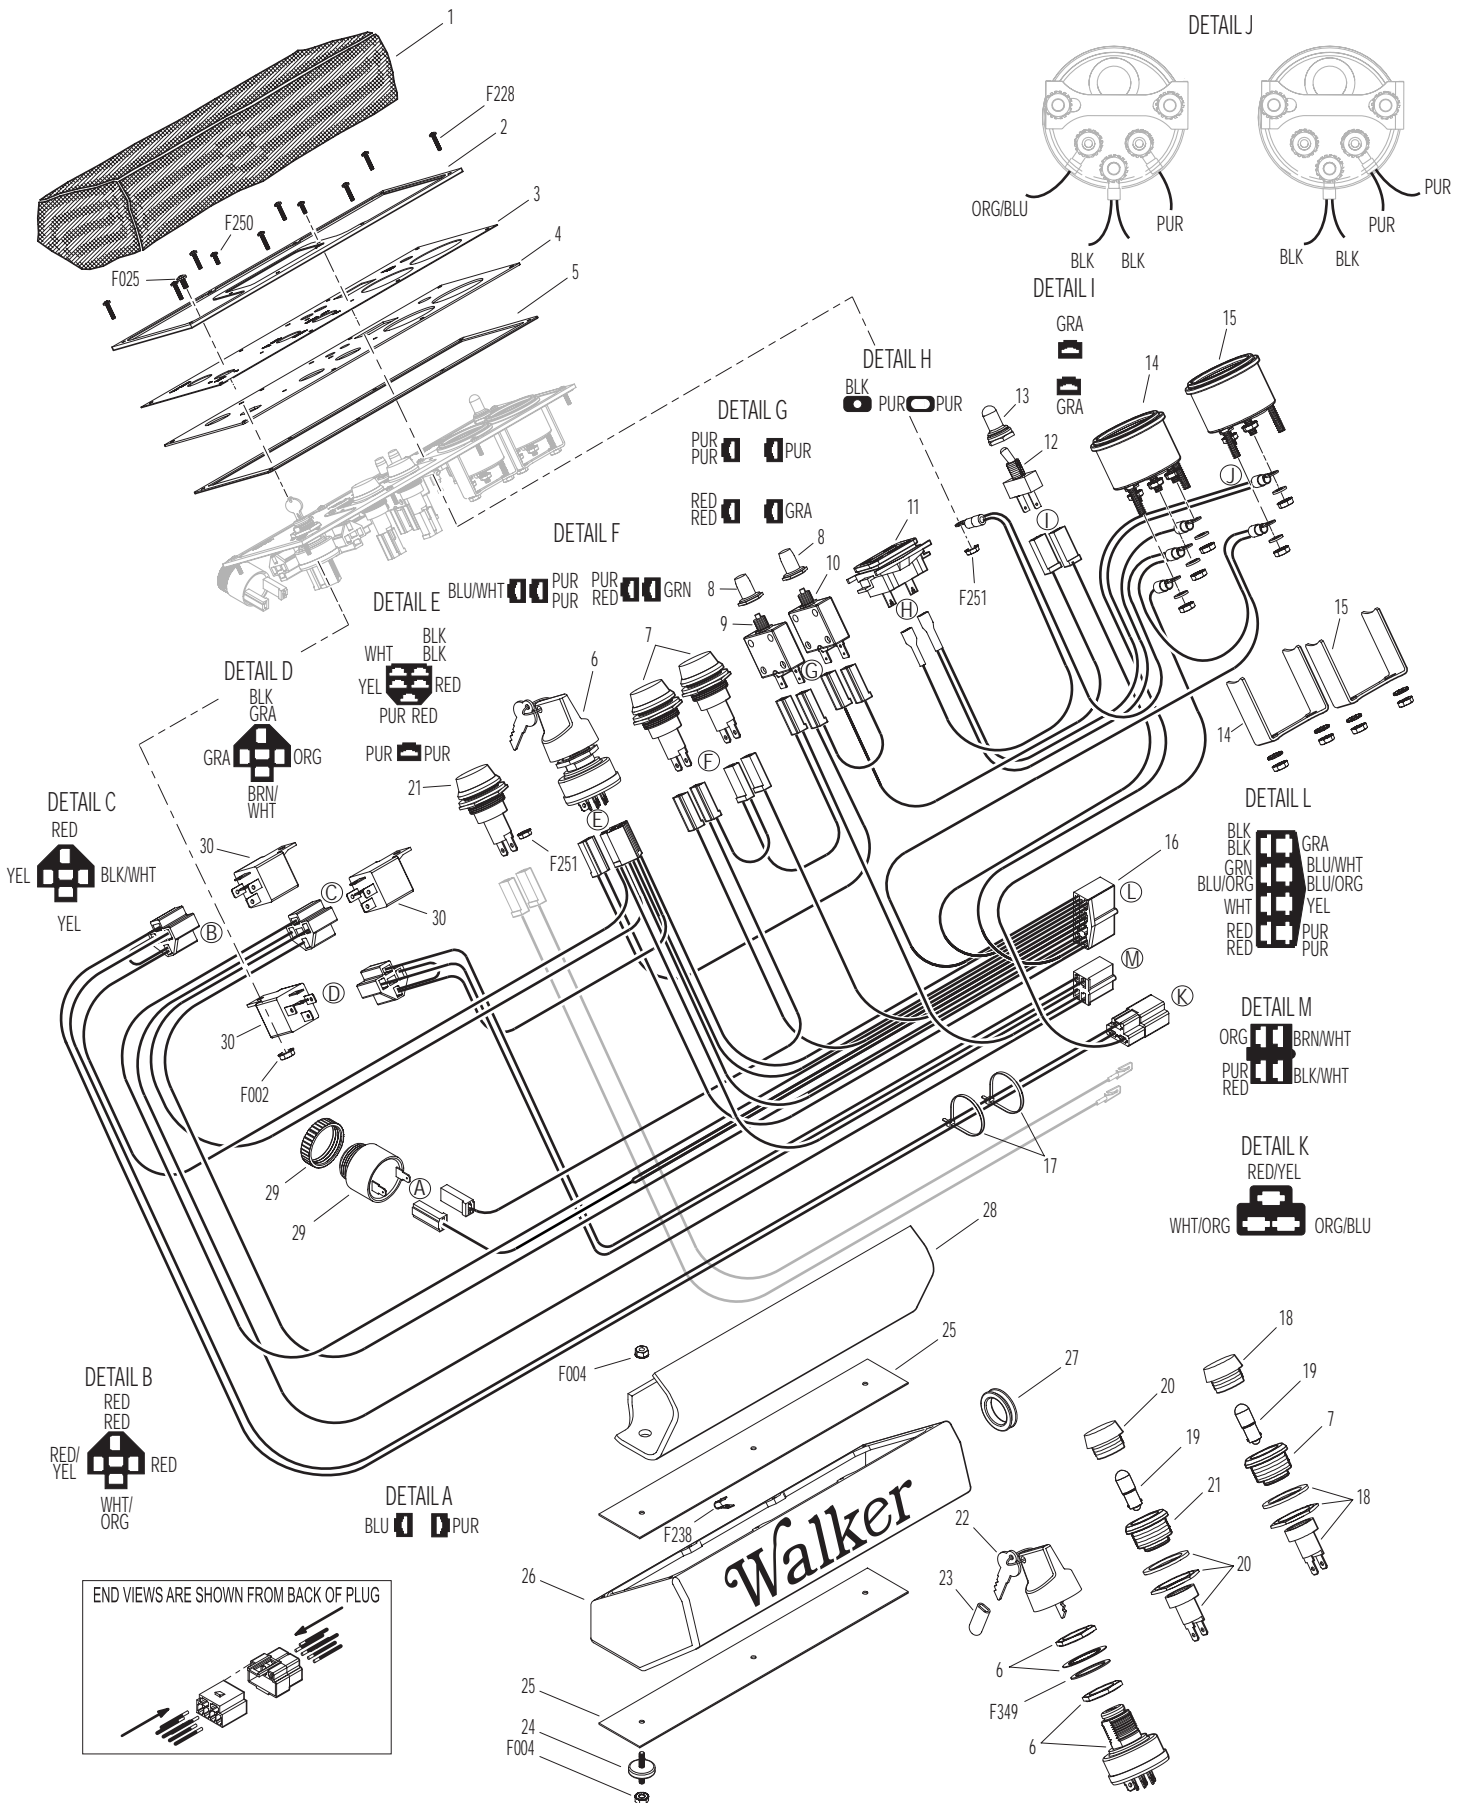 DETAIL J
1
F228
2
3
F250
4
F025
5
ORG/BLU
PUR
BLK
BLK
PUR
PUR
BLK
BLK
DETAIL I
GRA
GRA
15
14
DETAIL H
BLK
PUR
PUR
13
12
J
I
DETAIL G
PUR
PUR
PUR
RED
RED
GRA
11
8
10
8
9
H
F251
G
DETAIL F
BLU/WHT
PUR
PUR
PUR
RED
GRN
DETAIL E
BLK
BLK
WHT
YEL
RED
PUR RED
PUR
PUR
6
7
F
E
15
14
DETAIL D
BLK
GRA
GRA
ORG
BRN/
WHT
21
F251
DETAIL C
RED
YEL
BLK/WHT
YEL
30
C
30
B
D
30
F002
DETAIL L
BLK
BLK
GRA
GRN
BLU/WHT
BLU/ORG
BLU/ORG
WHT
YEL
RED
RED
PUR
PUR
16
L
M
K
DETAIL M
ORG
BRN/WHT
PUR
RED
BLK/WHT
17
DETAIL K
RED/YEL
WHT/ORG
ORG/BLU
29
29
A
28
F004
25
27
DETAIL B
RED
RED
RED/
YEL
RED
WHT/
ORG
DETAIL A
BLU
PUR
18
19
20
7
19
21
18
20
F238
Walker
26
22
23
6
F349
6
25
24
F004
END VIEWS ARE SHOWN FROM BACK OF PLUG